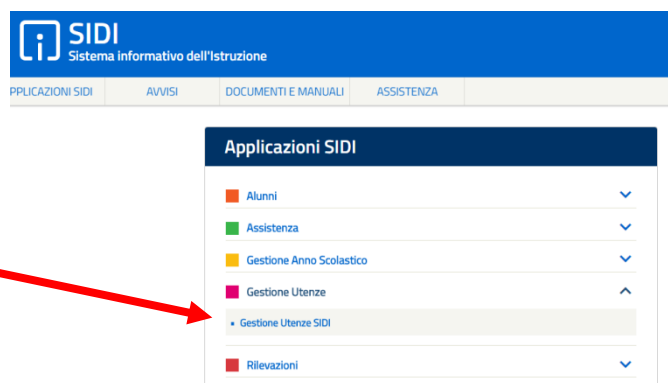 SIDI
Sistema informativo dell'Istruzione
PPLICAZIONI SIDI AVVISI DOCUMENTI E MANUALI ASSISTENZA
Applicazioni SIDI
Alunni
Assistenza
Gestione Anno Scolastico
Gestione Utenze
• Gestione Utenze SIDI
Rilevazioni